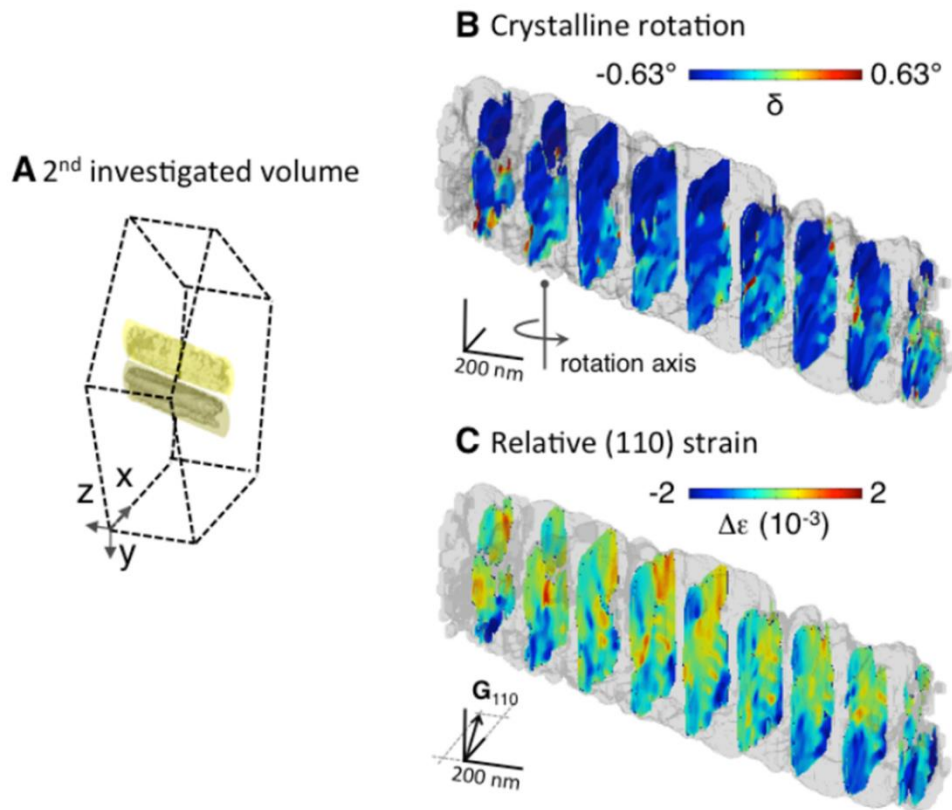 A 2nd investigated volume
z
x
y
B Crystalline rotation
-0.63° 0.63°
δ
200 nm
rotation axis
C Relative (110) strain
-2 2
Δε (10-3)
G110
200 nm